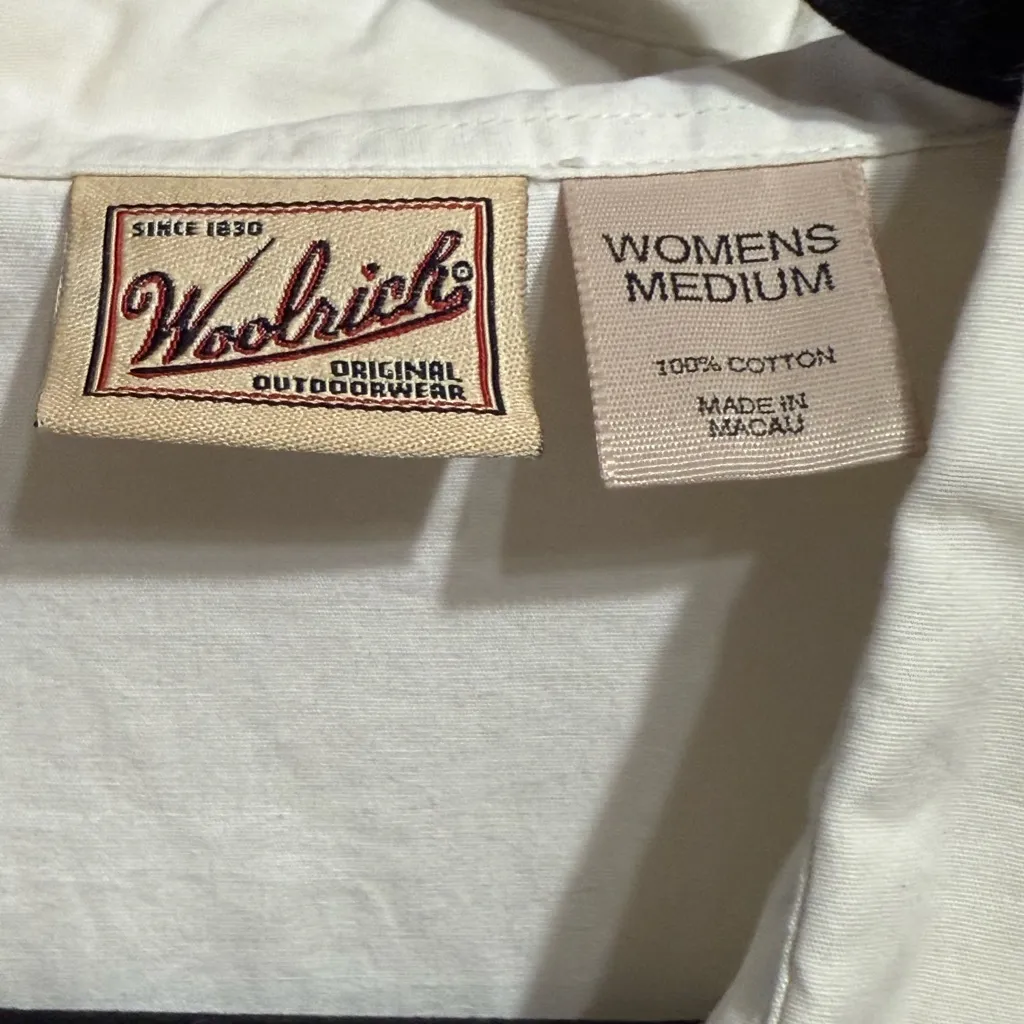 SINCE 1830
Woolrich®
ORIGINAL
OUTDOORWEAR
WOMENS
MEDIUM
100% COTTON
MADE IN
MACAU